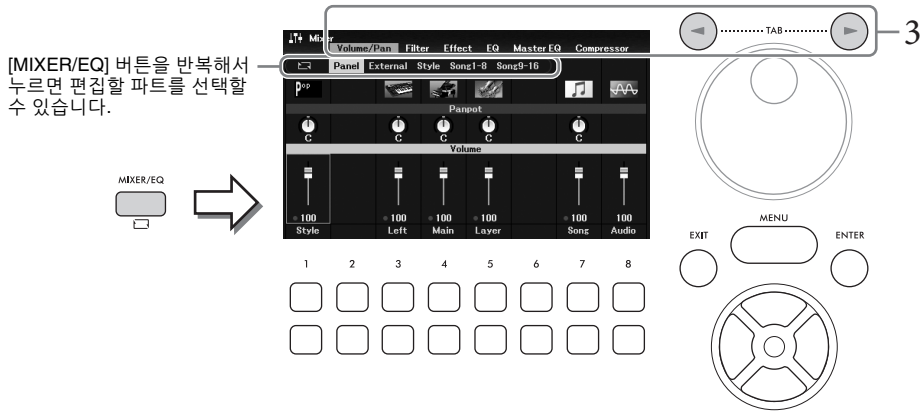 Mixer
Volume/Pan Filter Effect EQ Master EQ Compressor
Panel External Style Song1-8 Song9-16
[MIXER/EQ] 버튼을 반복해서
누르면 편집할 파트를 선택할
수 있습니다.
TAB
3
Pop
Panpot
C C C C C
Volume
100 100 100 100 100 100
Style Left Main Layer Song Audio
MIXER/EQ
1 2 3 4 5 6 7 8
MENU
EXIT ENTER